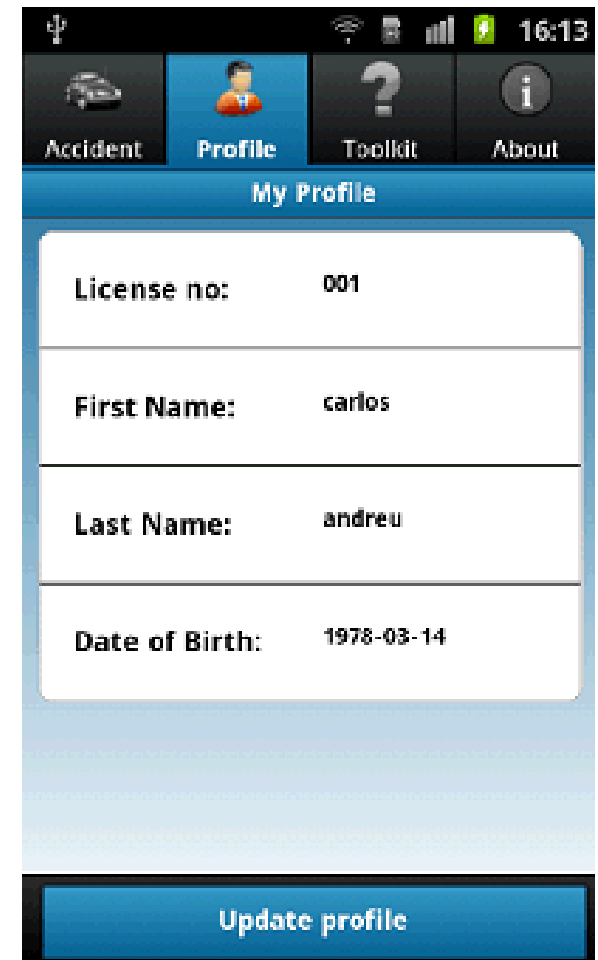 16:13
Accident Profile Toolkit About
My Profile
License no: 001
First Name: carlos
Last Name: andreu
Date of Birth: 1978-03-14
Update profile